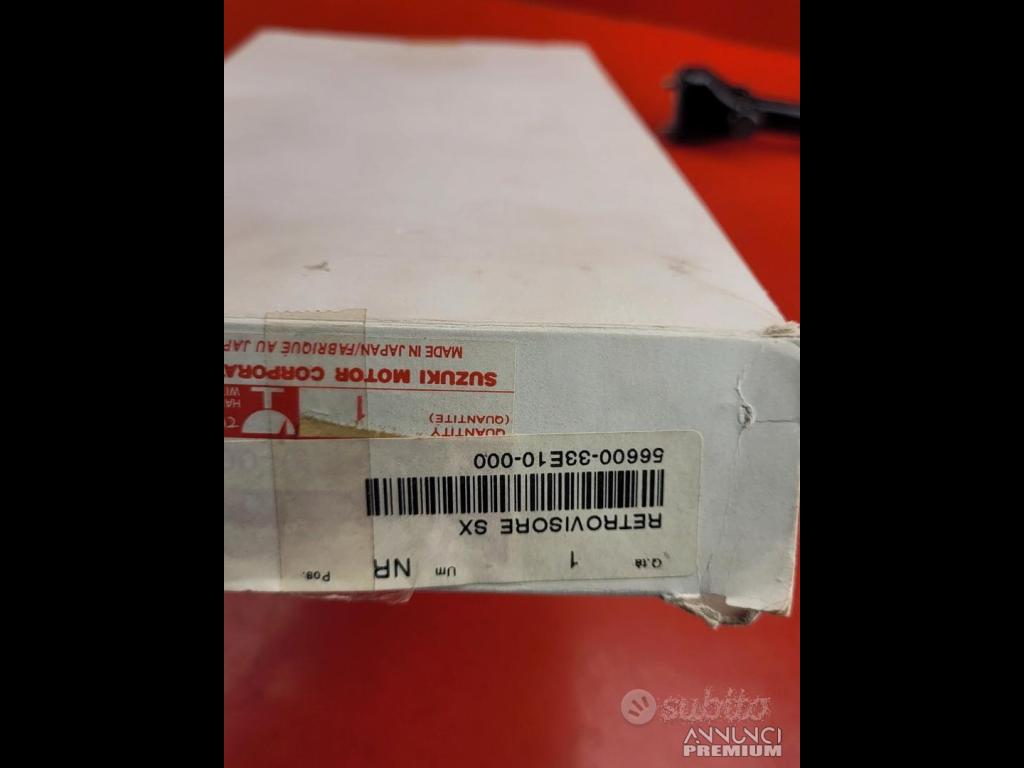 Q.tà 1 Um NR Pos.
RETROVISORE SX
56600-33E10-000
QUANTITY
(QUANTITÉ) 1
SUZUKI MOTOR CORPORA
MADE IN JAPAN/FABRIQUÉ AU JAP
subito
ANNUNCI
PREMIUM